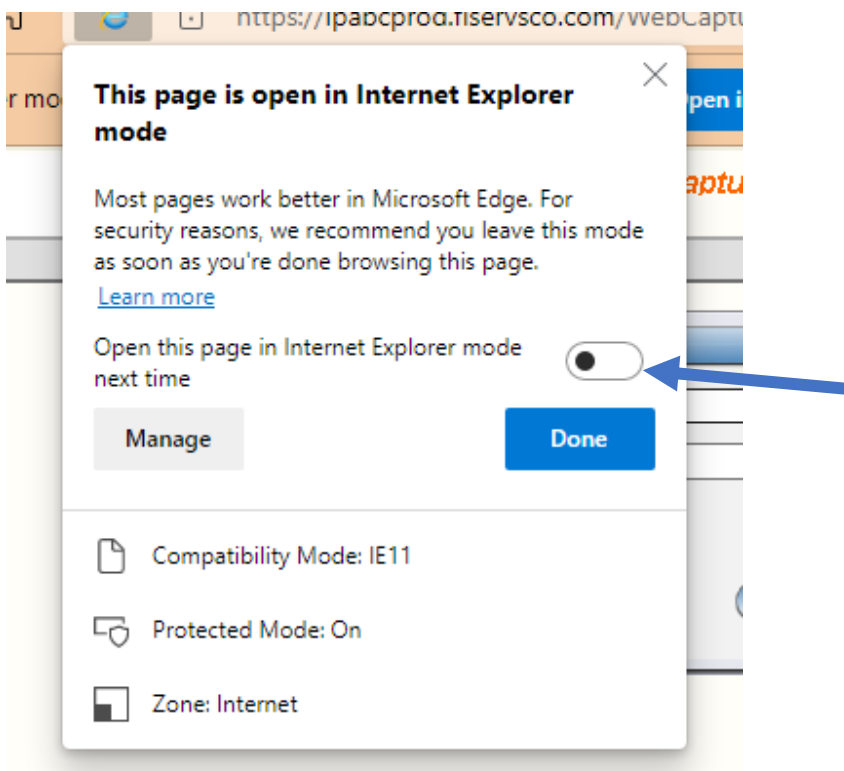 https://ipabcprod.fiservsco.com/WebCaptu
r mo
This page is open in Internet Explorer
mode
pen i
aptu
Most pages work better in Microsoft Edge. For
security reasons, we recommend you leave this mode
as soon as you're done browsing this page.
Learn more
Open this page in Internet Explorer mode
next time
Manage
Done
Compatibility Mode: IE11
Protected Mode: On
Zone: Internet